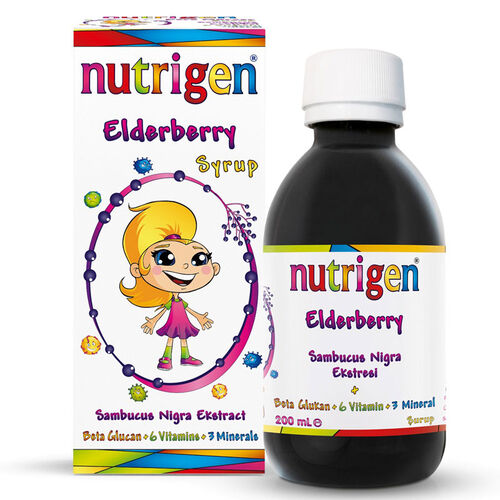 nutrigen®
Elderberry
Syrup
Sambucus Nigra Ekstract
Beta Glucan + 6 Vitamins + 3 Minerals
nutrigen®
Elderberry
Sambucus Nigra
Ekstresi
+
Beta Glukan + 6 Vitamin + 3 Mineral
200 mL ℮
Syrup